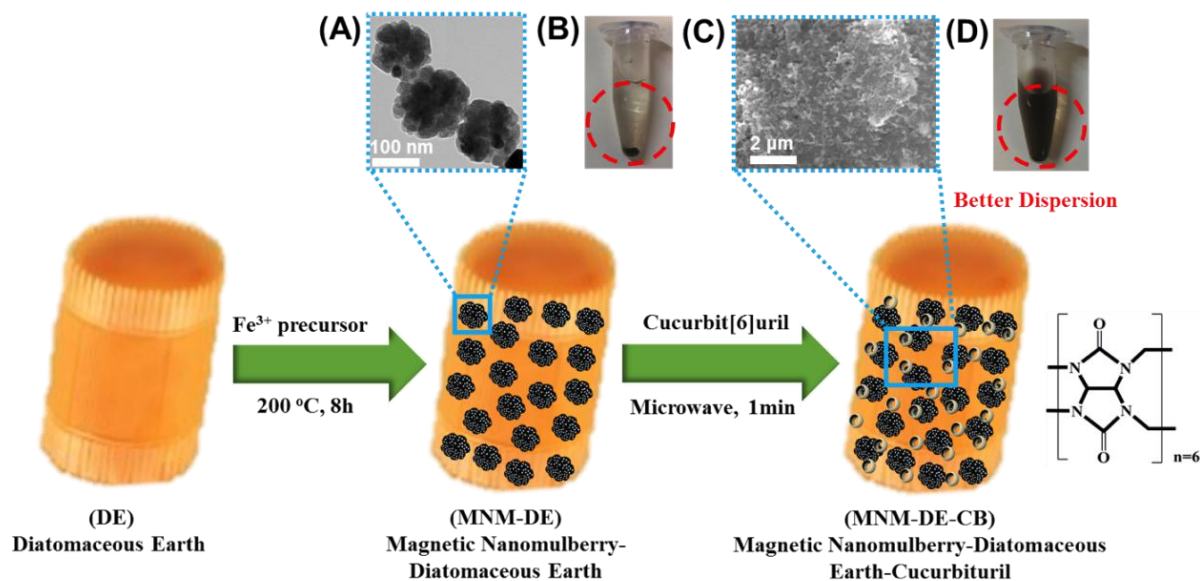 (A)
(B)
(C)
(D)
100 nm
2 µm
Better Dispersion
Fe³⁺ precursor
200 ºC, 8h
Cucurbit[6]uril
Microwave, 1min
O
N N
N N
O
n=6
(DE)
Diatomaceous Earth
(MNM-DE)
Magnetic Nanomulberry-
Diatomaceous Earth
(MNM-DE-CB)
Magnetic Nanomulberry-Diatomaceous
Earth-Cucurbituril